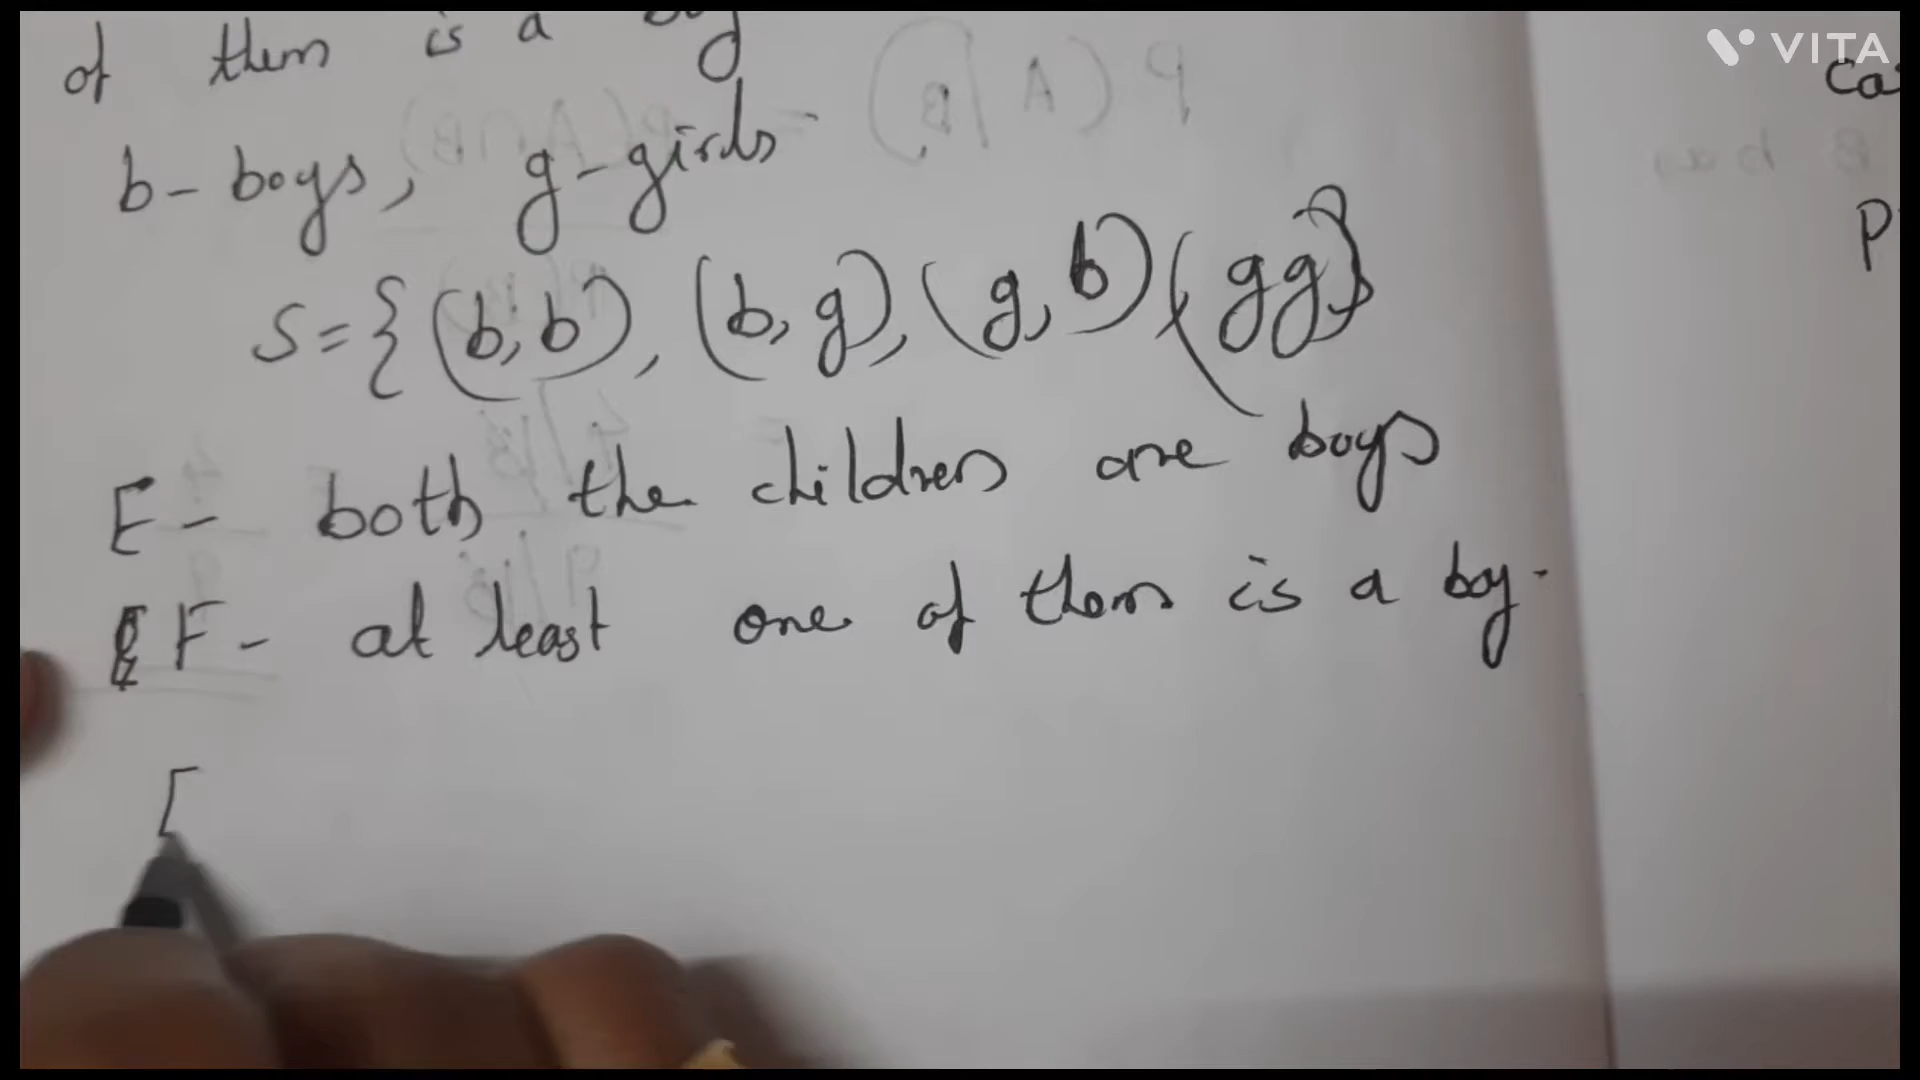 of them is a boy
b- boys, g- girls
S = { (b, b), (b, g), (g, b) (gg) }
E - both the children are boys
F - at least one of them is a boy.
VITA
P